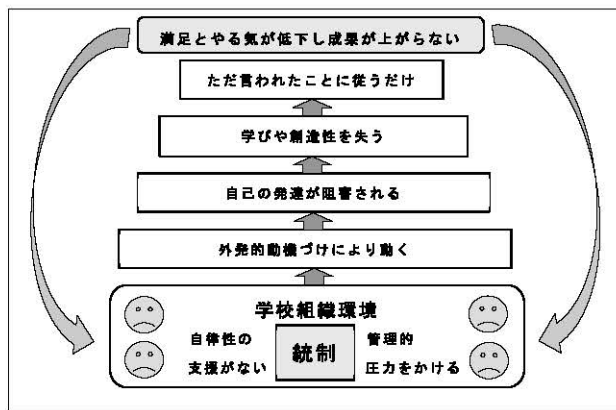 満足とやる気が低下し成果が上がらない
ただ言われたことに従うだけ
学びや創造性を失う
自己の発達が阻害される
外発的動機づけにより動く
学校組織環境
自律性の
支援がない
統制
管理的
圧力をかける